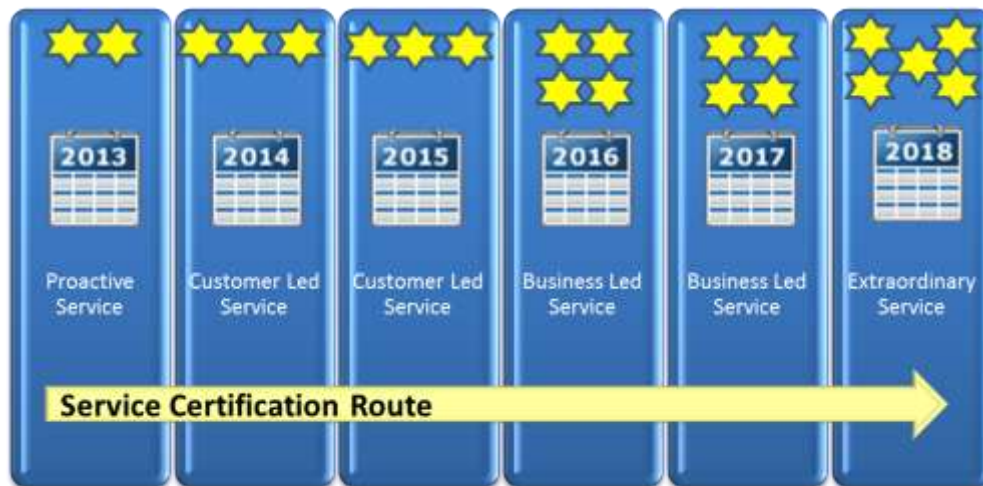 2013
2014
2015
2016
2017
2018
Proactive
Service
Customer Led
Service
Customer Led
Service
Business Led
Service
Business Led
Service
Extraordinary
Service
Service Certification Route